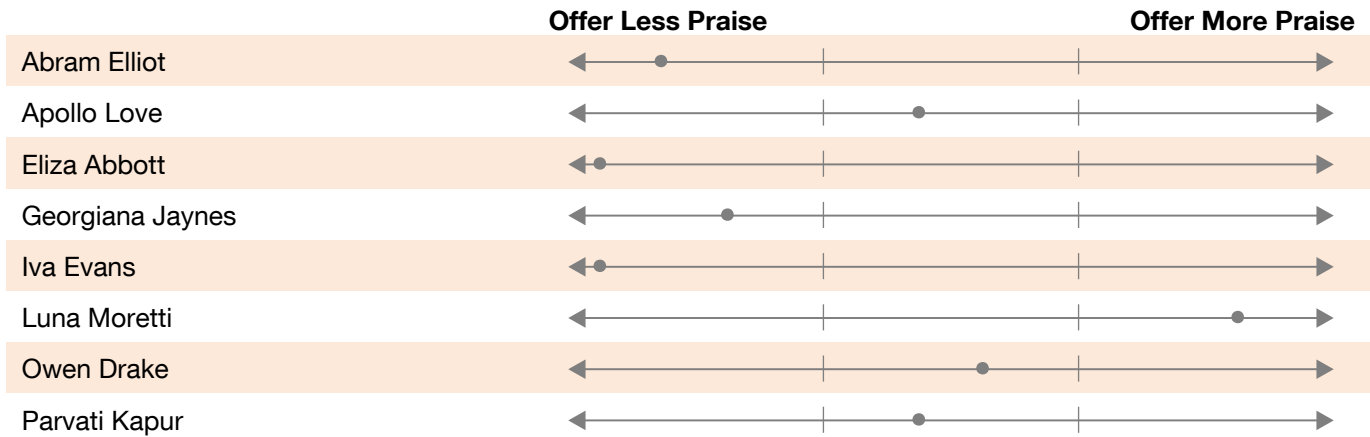 Offer Less Praise Offer More Praise
Abram Elliot
Apollo Love
Eliza Abbott
Georgiana Jaynes
Iva Evans
Luna Moretti
Owen Drake
Parvati Kapur